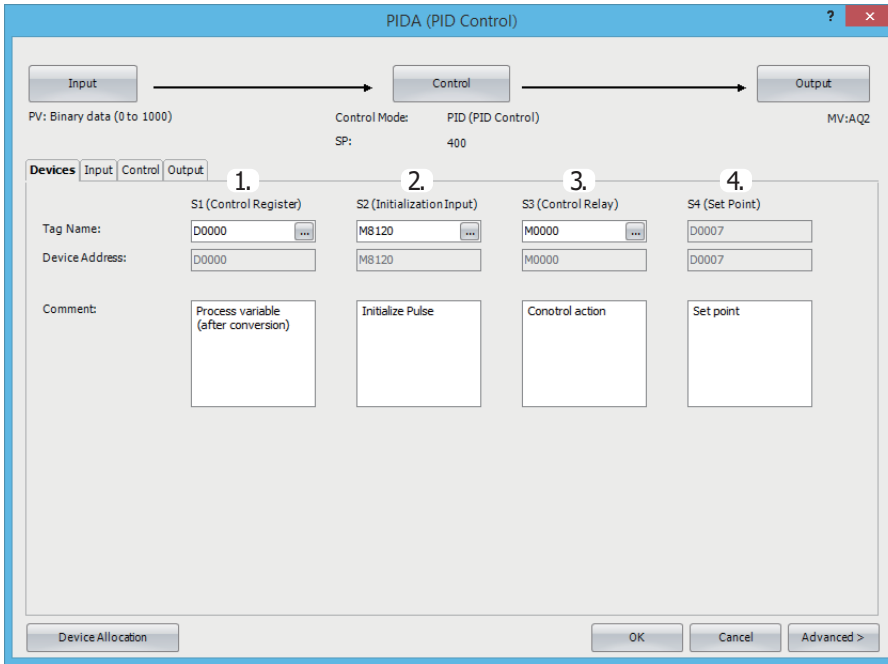 PIDA (PID Control)
?
Input
Control
Output
PV: Binary data (0 to 1000)
Control Mode: PID (PID Control)
MV:AQ2
SP: 400
Devices Input Control Output
1. 2. 3. 4.
S1 (Control Register) S2 (Initialization Input) S3 (Control Relay) S4 (Set Point)
Tag Name: D0000 ... M8120 ... M0000 ... D0007
Device Address: D0000 M8120 M0000 D0007
Comment: Process variable Initialize Pulse Conotrol action Set point
(after conversion)
Device Allocation OK Cancel Advanced >